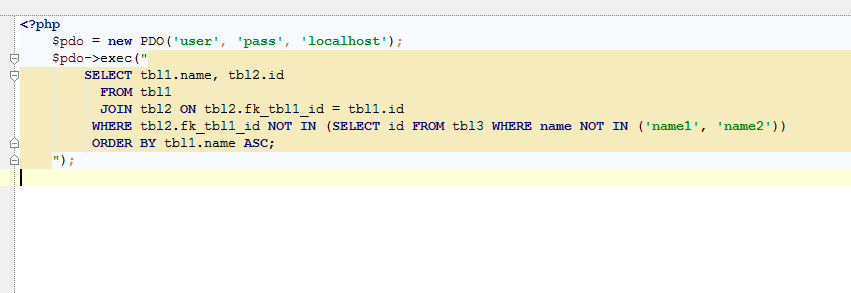 <?php
    $pdo = new PDO('user', 'pass', 'localhost');
    $pdo->exec("
        SELECT tbl1.name, tbl2.id
          FROM tbl1
          JOIN tbl2 ON tbl2.fk_tbl1_id = tbl1.id
         WHERE tbl2.fk_tbl1_id NOT IN (SELECT id FROM tbl3 WHERE name NOT IN ('name1', 'name2'))
         ORDER BY tbl1.name ASC;
    ");